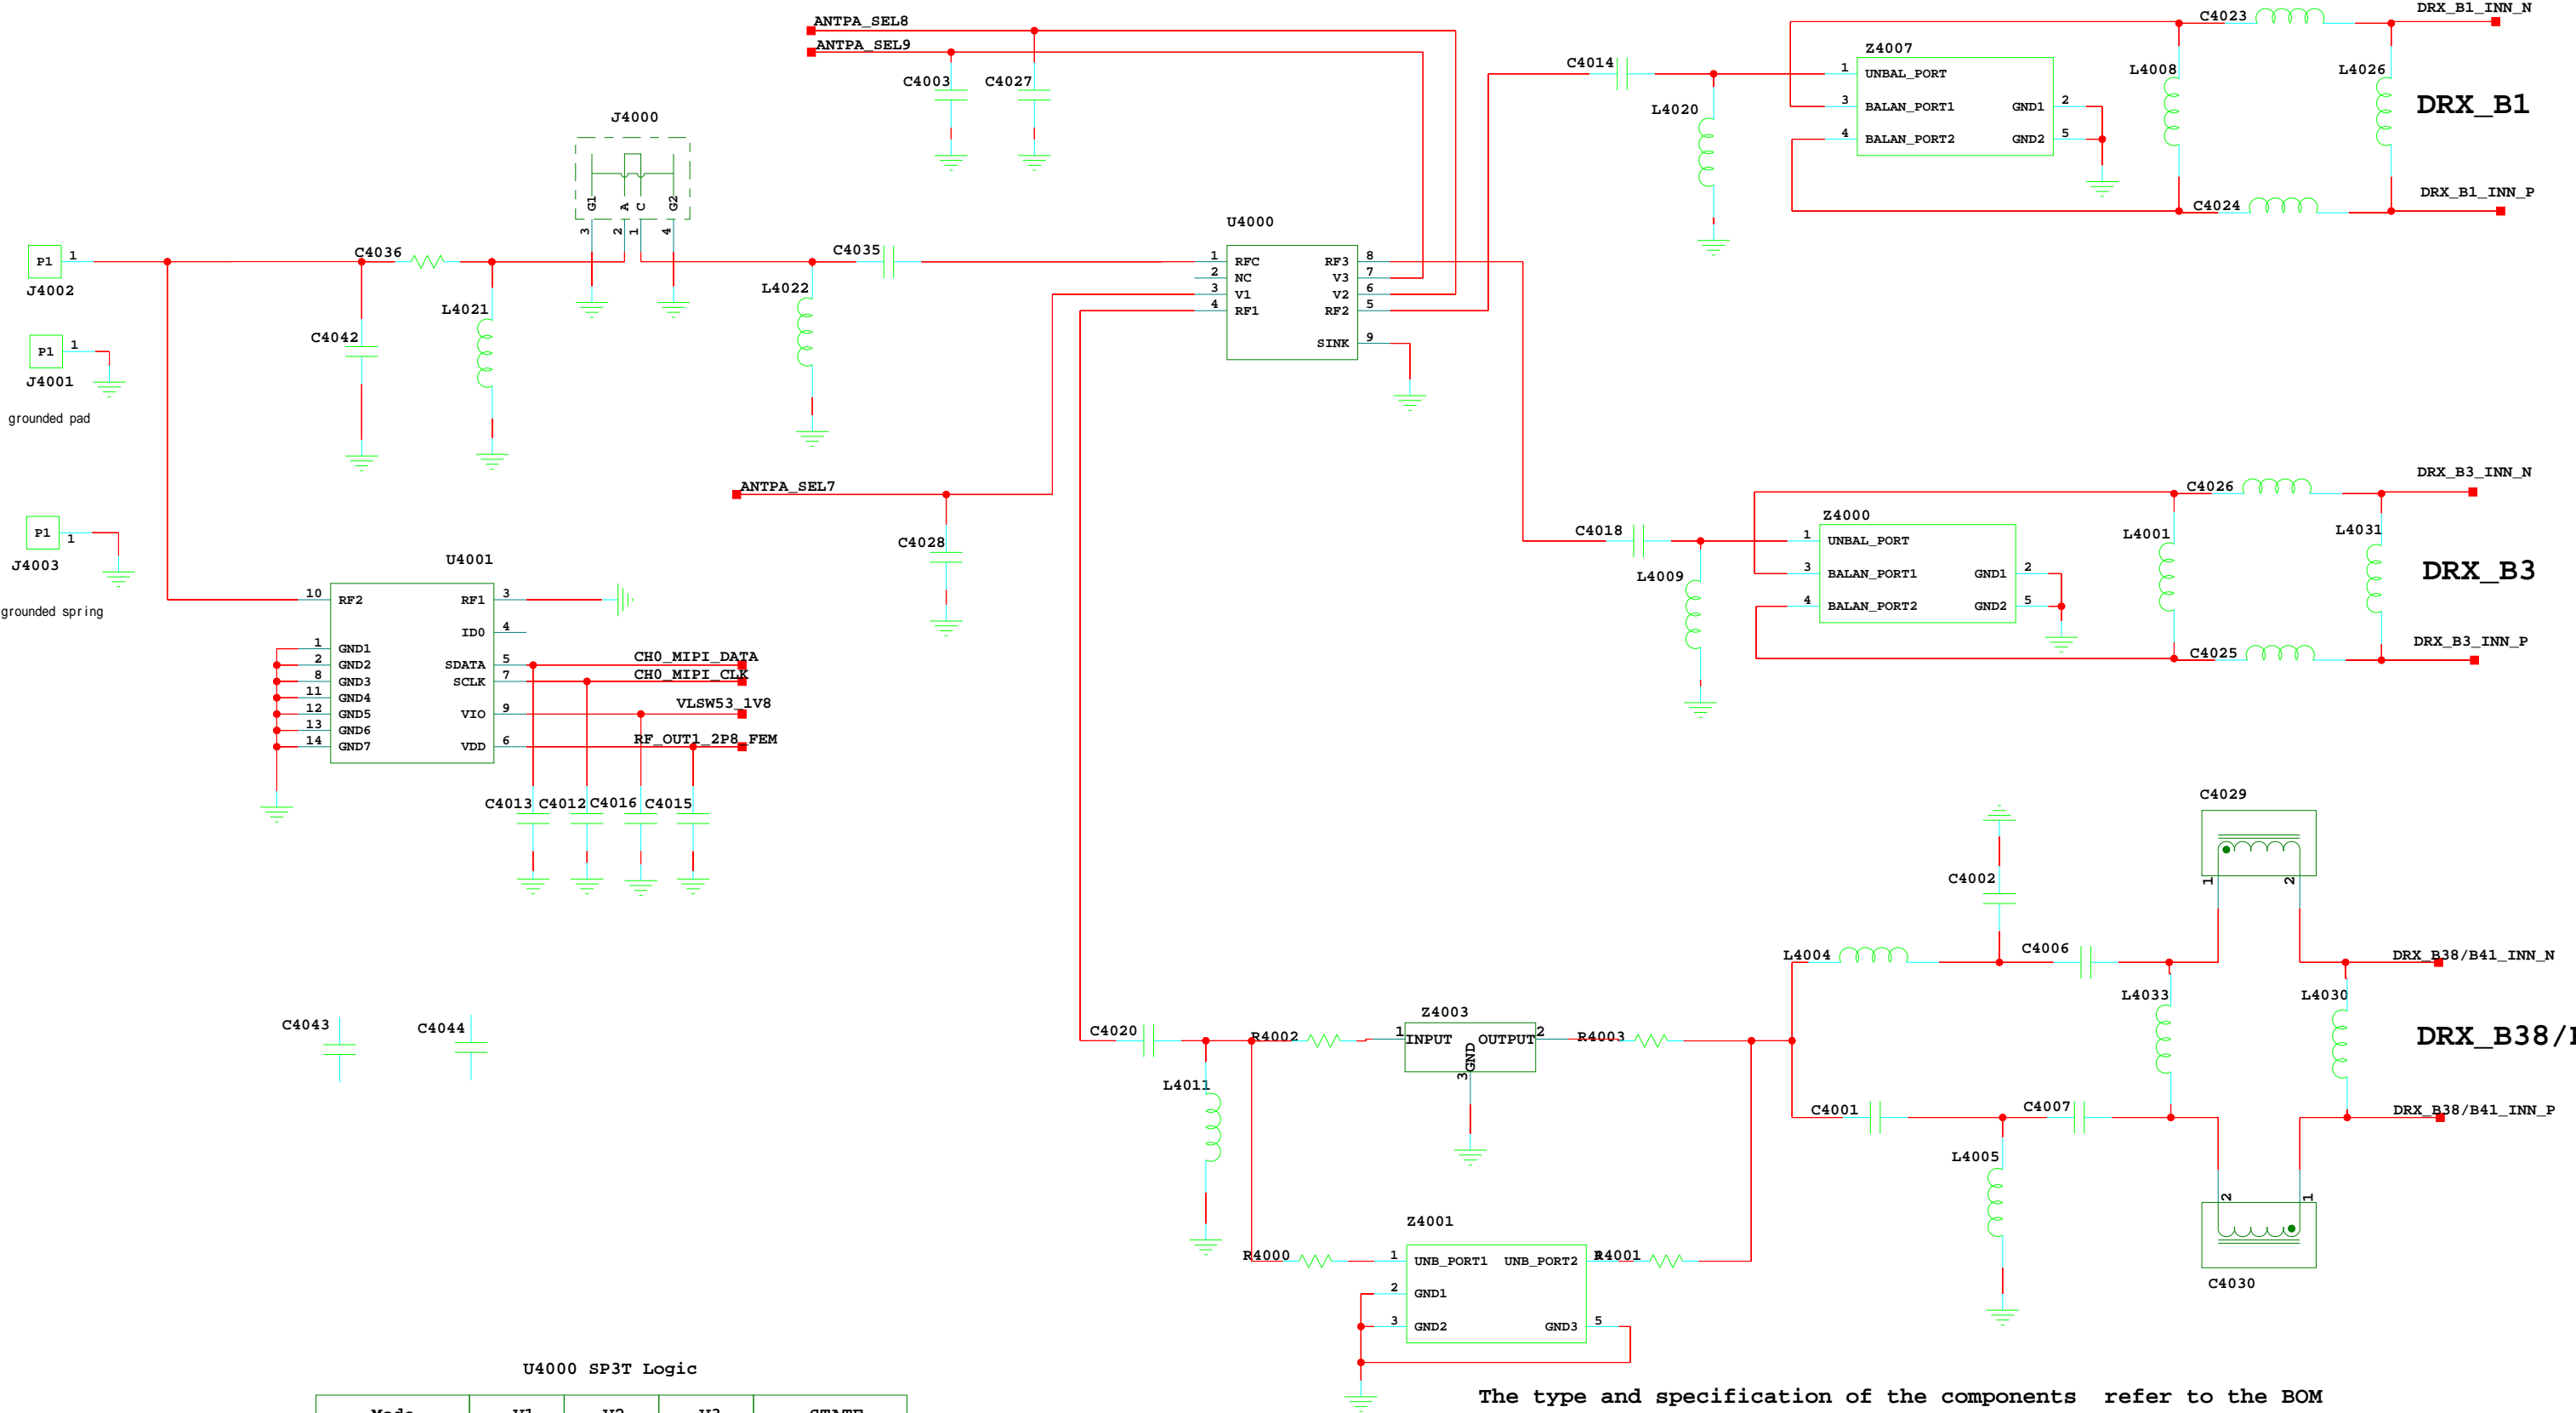 ANTPA_SEL8
ANTPA_SEL9
C4003
C4027
J4000
G1
A
C
G2
3
2
1
4
P1
1
J4002
C4036
C4035
L4022
L4021
C4042
P1
1
J4001
grounded pad
P1
1
J4003
grounded spring
U4000
1 RFC
2 NC
3 V1
4 RF1
RF3 8
V3 7
V2 6
RF2 5
SINK 9
ANTPA_SEL7
C4028
U4001
10 RF2
1 GND1
2 GND2
8 GND3
11 GND4
12 GND5
13 GND6
14 GND7
RF1 3
ID0 4
SDATA 5
SCLK 7
VIO 9
VDD 6
CH0_MIPI_DATA
CH0_MIPI_CLK
VLSW53_1V8
RF_OUT1_2P8_FEM
C4013
C4012
C4016
C4015
C4043
C4044
C4014
L4020
Z4007
1 UNBAL_PORT
3 BALAN_PORT1
4 BALAN_PORT2
GND1 2
GND2 5
C4023
L4008
L4026
C4024
DRX_B1_INN_N
DRX_B1
DRX_B1_INN_P
C4018
L4009
Z4000
1 UNBAL_PORT
3 BALAN_PORT1
4 BALAN_PORT2
GND1 2
GND2 5
C4026
L4001
L4031
C4025
DRX_B3_INN_N
DRX_B3
DRX_B3_INN_P
C4020
L4011
R4002
Z4003
1 INPUT
OUTPUT 2
3 GND
R4003
R4000
Z4001
1 UNB_PORT1
2 GND1
3 GND2
UNB_PORT2
GND3 5
R4001
L4004
C4002
C4006
C4001
C4007
L4005
C4029
1
2
L4033
L4030
DRX_B38/B41_INN_N
DRX_B38/
DRX_B38/B41_INN_P
2
1
C4030
U4000 SP3T Logic
Mode V1 V2 V3 STATE
The type and specification of the components refer to the BOM